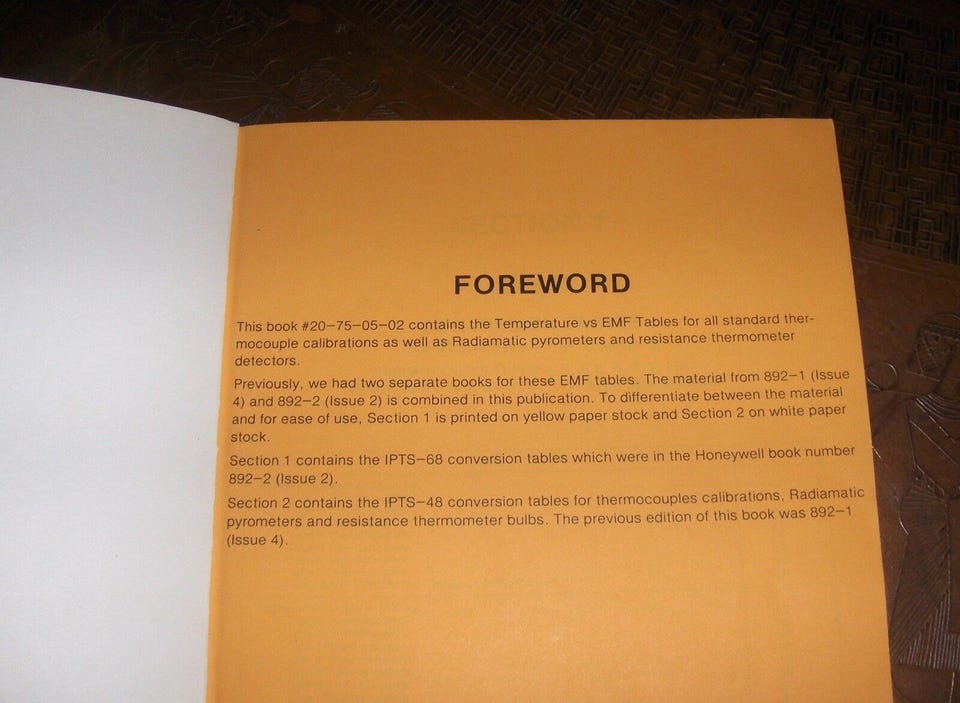 FOREWORD
This book #20–75–05–02 contains the Temperature vs EMF Tables for all standard ther-
mocouple calibrations as well as Radiamatic pyrometers and resistance thermometer
detectors.
Previously, we had two separate books for these EMF tables. The material from 892–1 (Issue
4) and 892–2 (Issue 2) is combined in this publication. To differentiate between the material
and for ease of use, Section 1 is printed on yellow paper stock and Section 2 on white paper
stock.
Section 1 contains the IPTS–68 conversion tables which were in the Honeywell book number
892–2 (Issue 2).
Section 2 contains the IPTS–48 conversion tables for thermocouples calibrations, Radiamatic
pyrometers and resistance thermometer bulbs. The previous edition of this book was 892–1
(Issue 4).